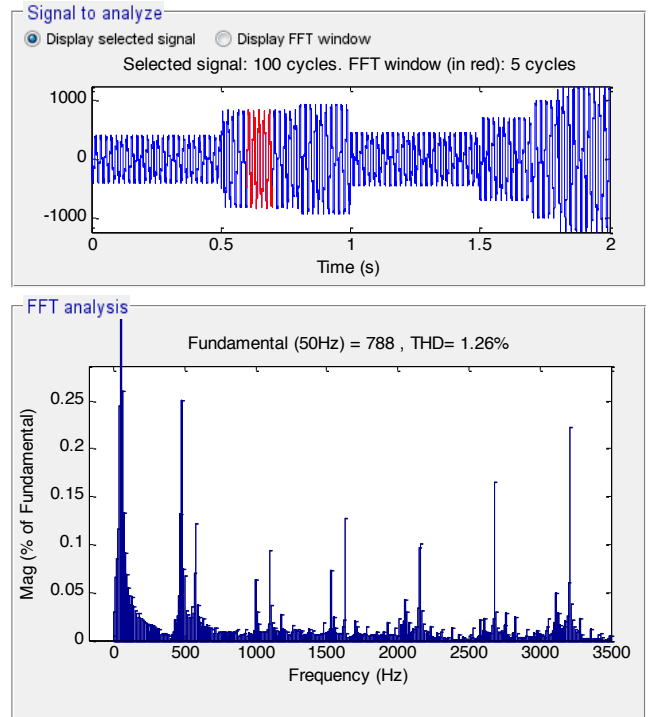 Signal to analyze
Display selected signal Display FFT window
Selected signal: 100 cycles. FFT window (in red): 5 cycles
1000
0
-1000
0 0.5 1 1.5 2
Time (s)
FFT analysis
Fundamental (50Hz) = 788 , THD= 1.26%
0.25
0.2
0.15
0.1
0.05
0
Mag (% of Fundamental)
0 500 1000 1500 2000 2500 3000 3500
Frequency (Hz)